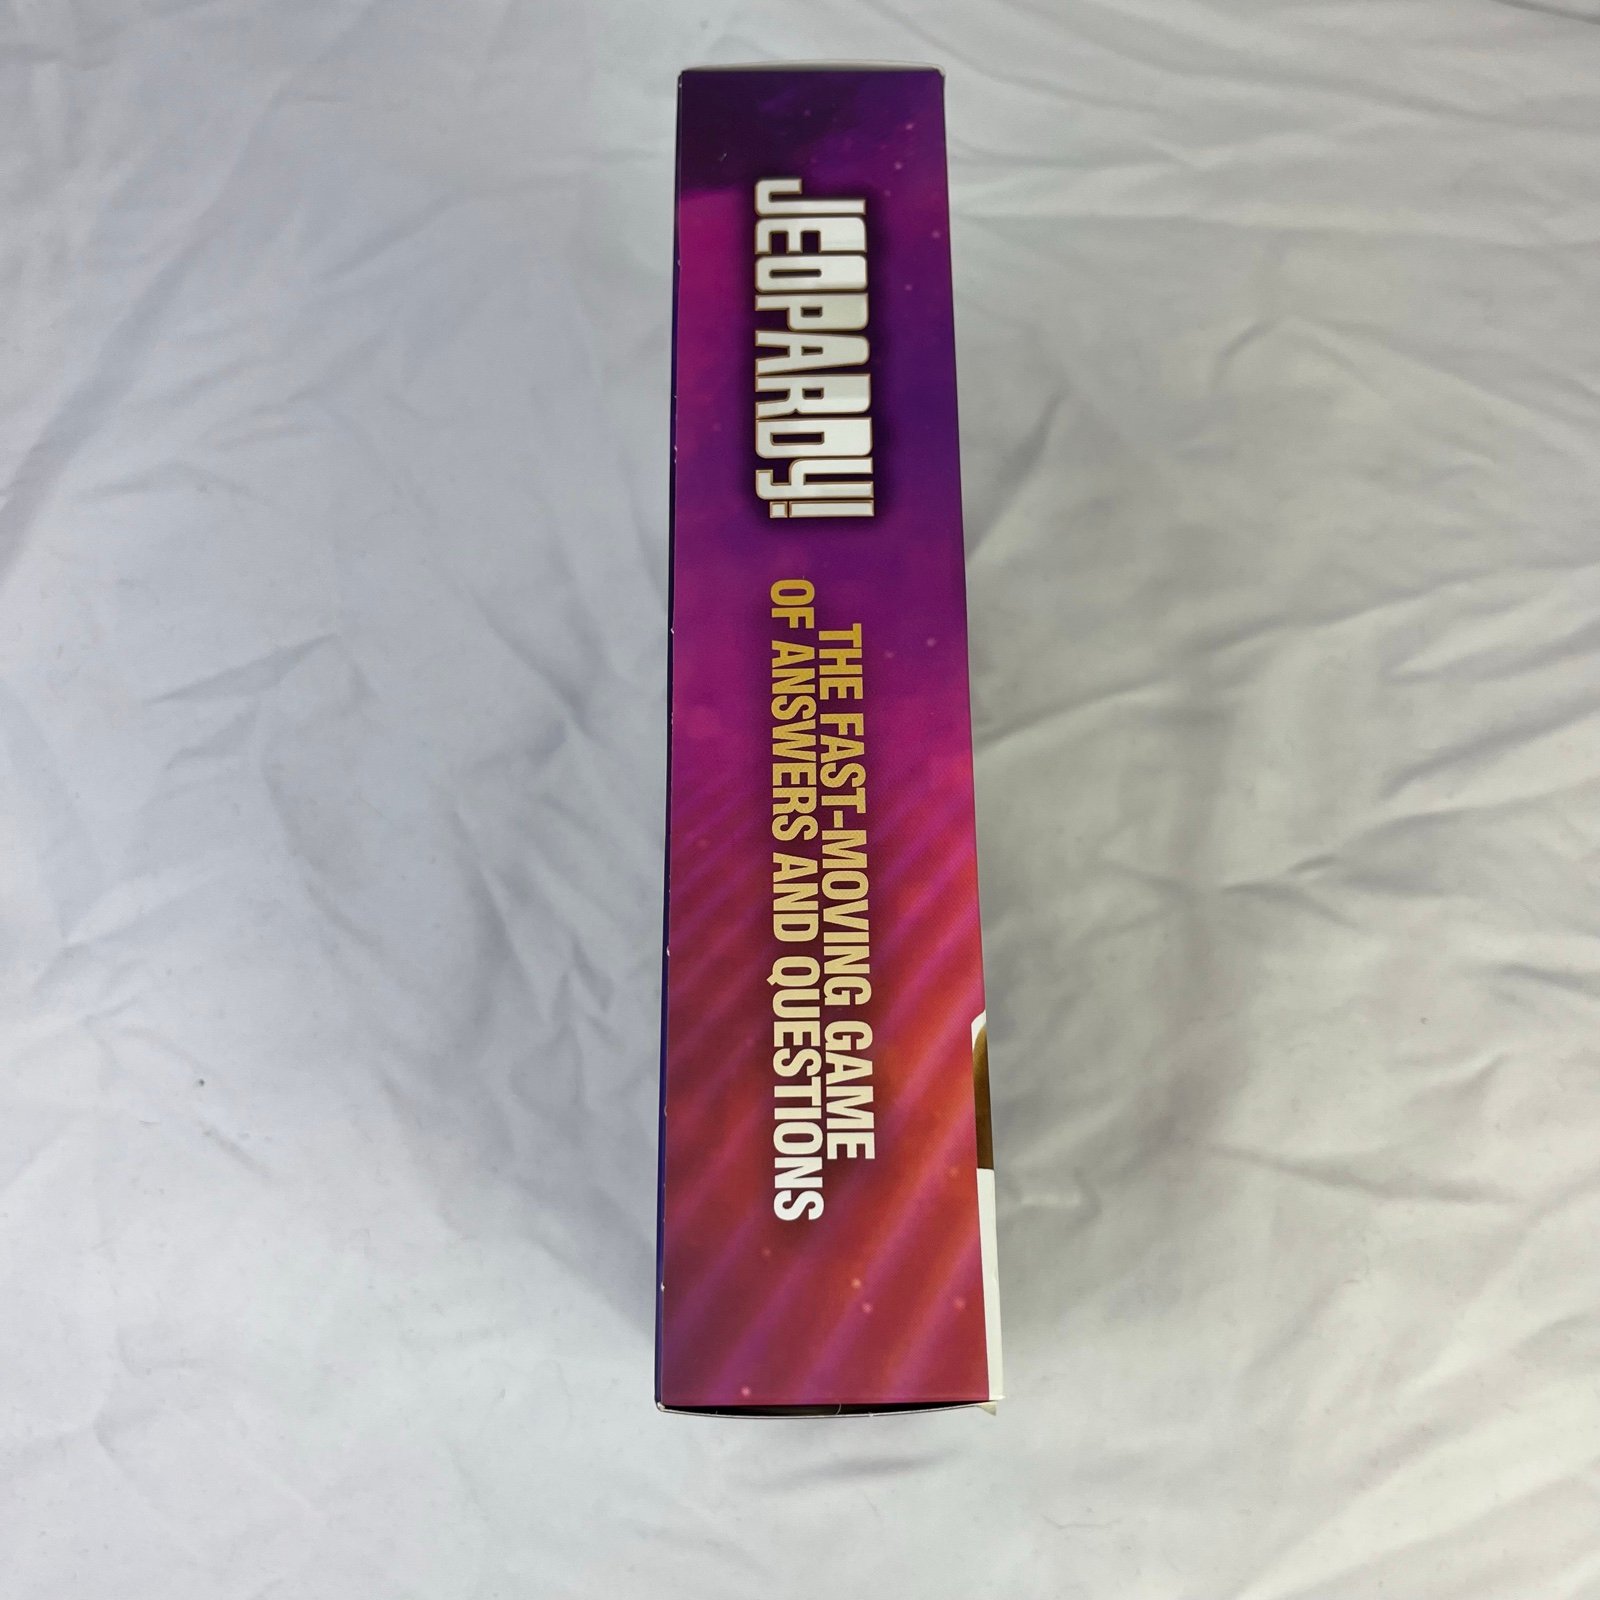 JEOPARDY!
THE FAST-MOVING GAME
OF ANSWERS AND QUESTIONS